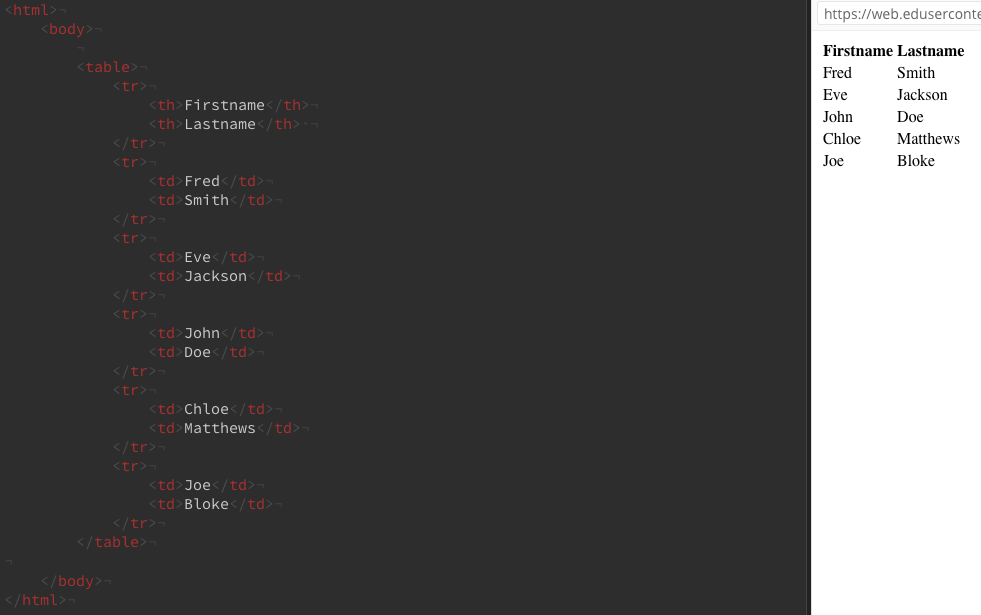 <html>
<body>
<table>
<tr>
<th>Firstname</th>
<th>Lastname</th>
</tr>
<tr>
<td>Fred</td>
<td>Smith</td>
</tr>
<tr>
<td>Eve</td>
<td>Jackson</td>
</tr>
<tr>
<td>John</td>
<td>Doe</td>
</tr>
<tr>
<td>Chloe</td>
<td>Matthews</td>
</tr>
<tr>
<td>Joe</td>
<td>Bloke</td>
</tr>
</table>
</body>
</html>
https://web.eduserconte
Firstname Lastname
Fred Smith
Eve Jackson
John Doe
Chloe Matthews
Joe Bloke